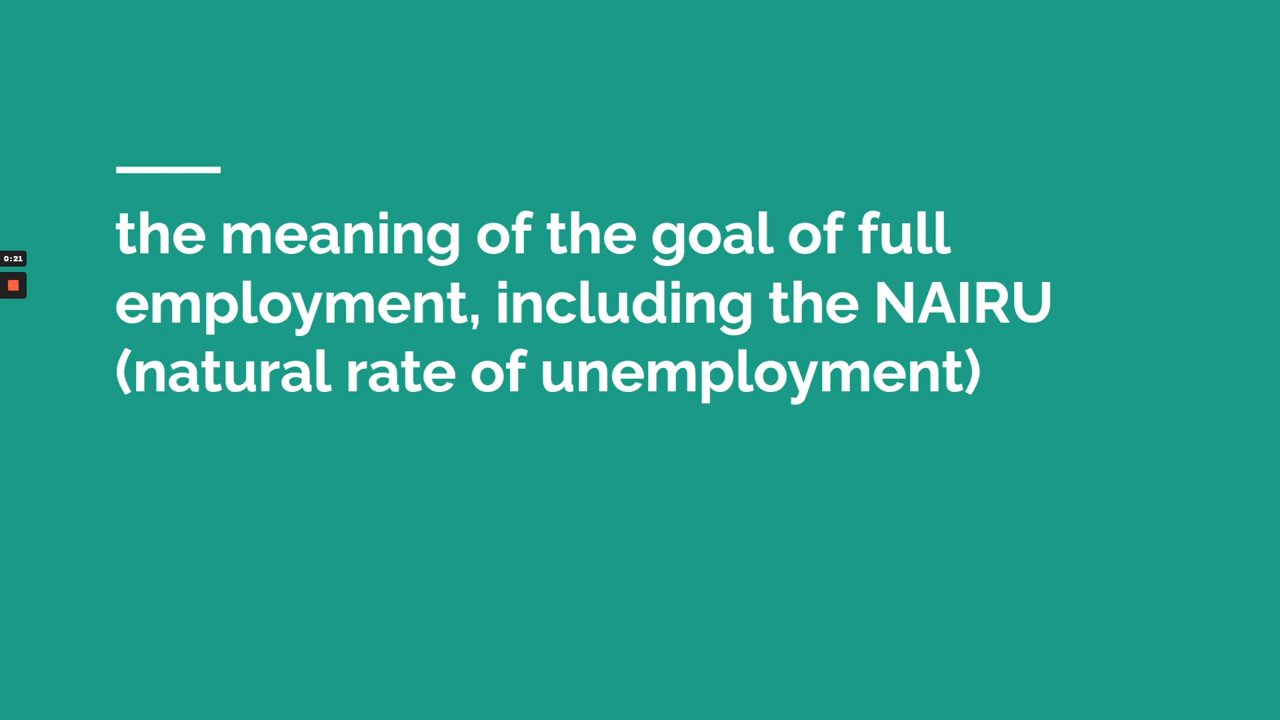 the meaning of the goal of full
employment, including the NAIRU
(natural rate of unemployment)
0:21